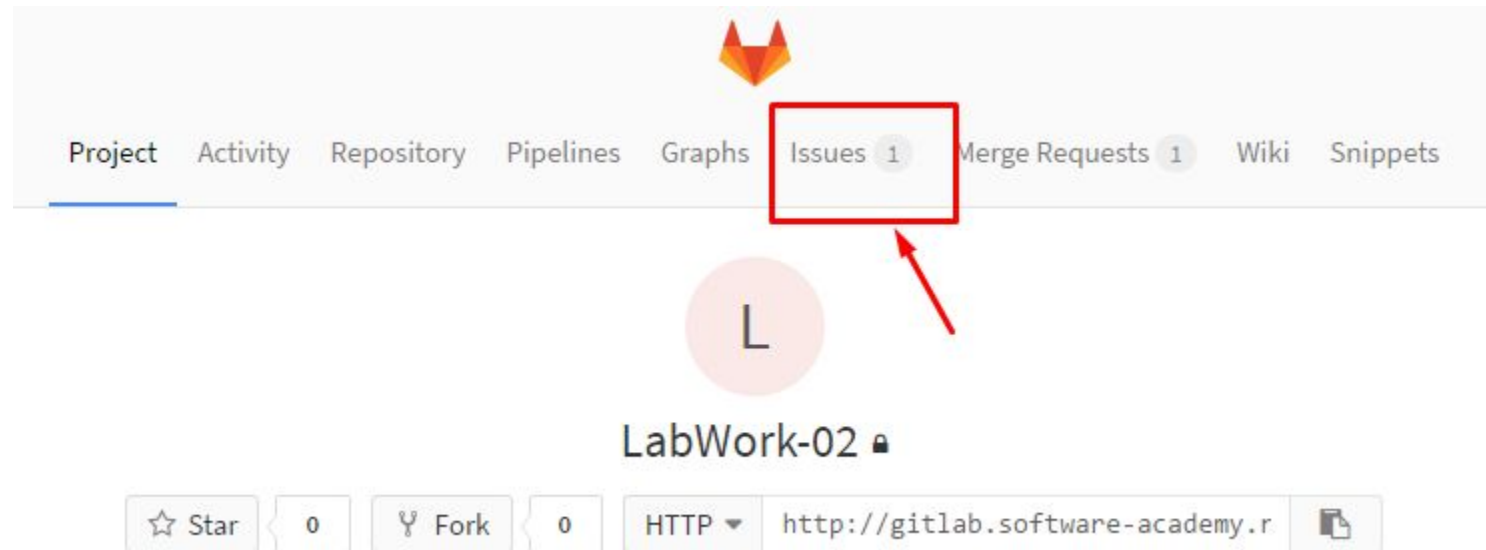 Project Activity Repository Pipelines Graphs Issues 1 Merge Requests 1 Wiki Snippets
L
LabWork-02
Star 0 Fork 0 HTTP http://gitlab.software-academy.r